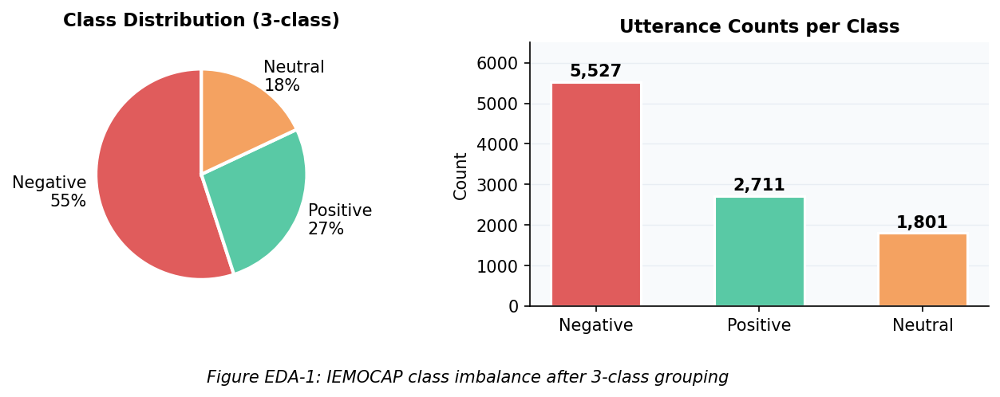 Class Distribution (3-class)
Neutral
18%
Negative
55%
Positive
27%
Utterance Counts per Class
Count
6000
5000
4000
3000
2000
1000
0
5,527
2,711
1,801
Negative
Positive
Neutral
Figure EDA-1: IEMOCAP class imbalance after 3-class grouping